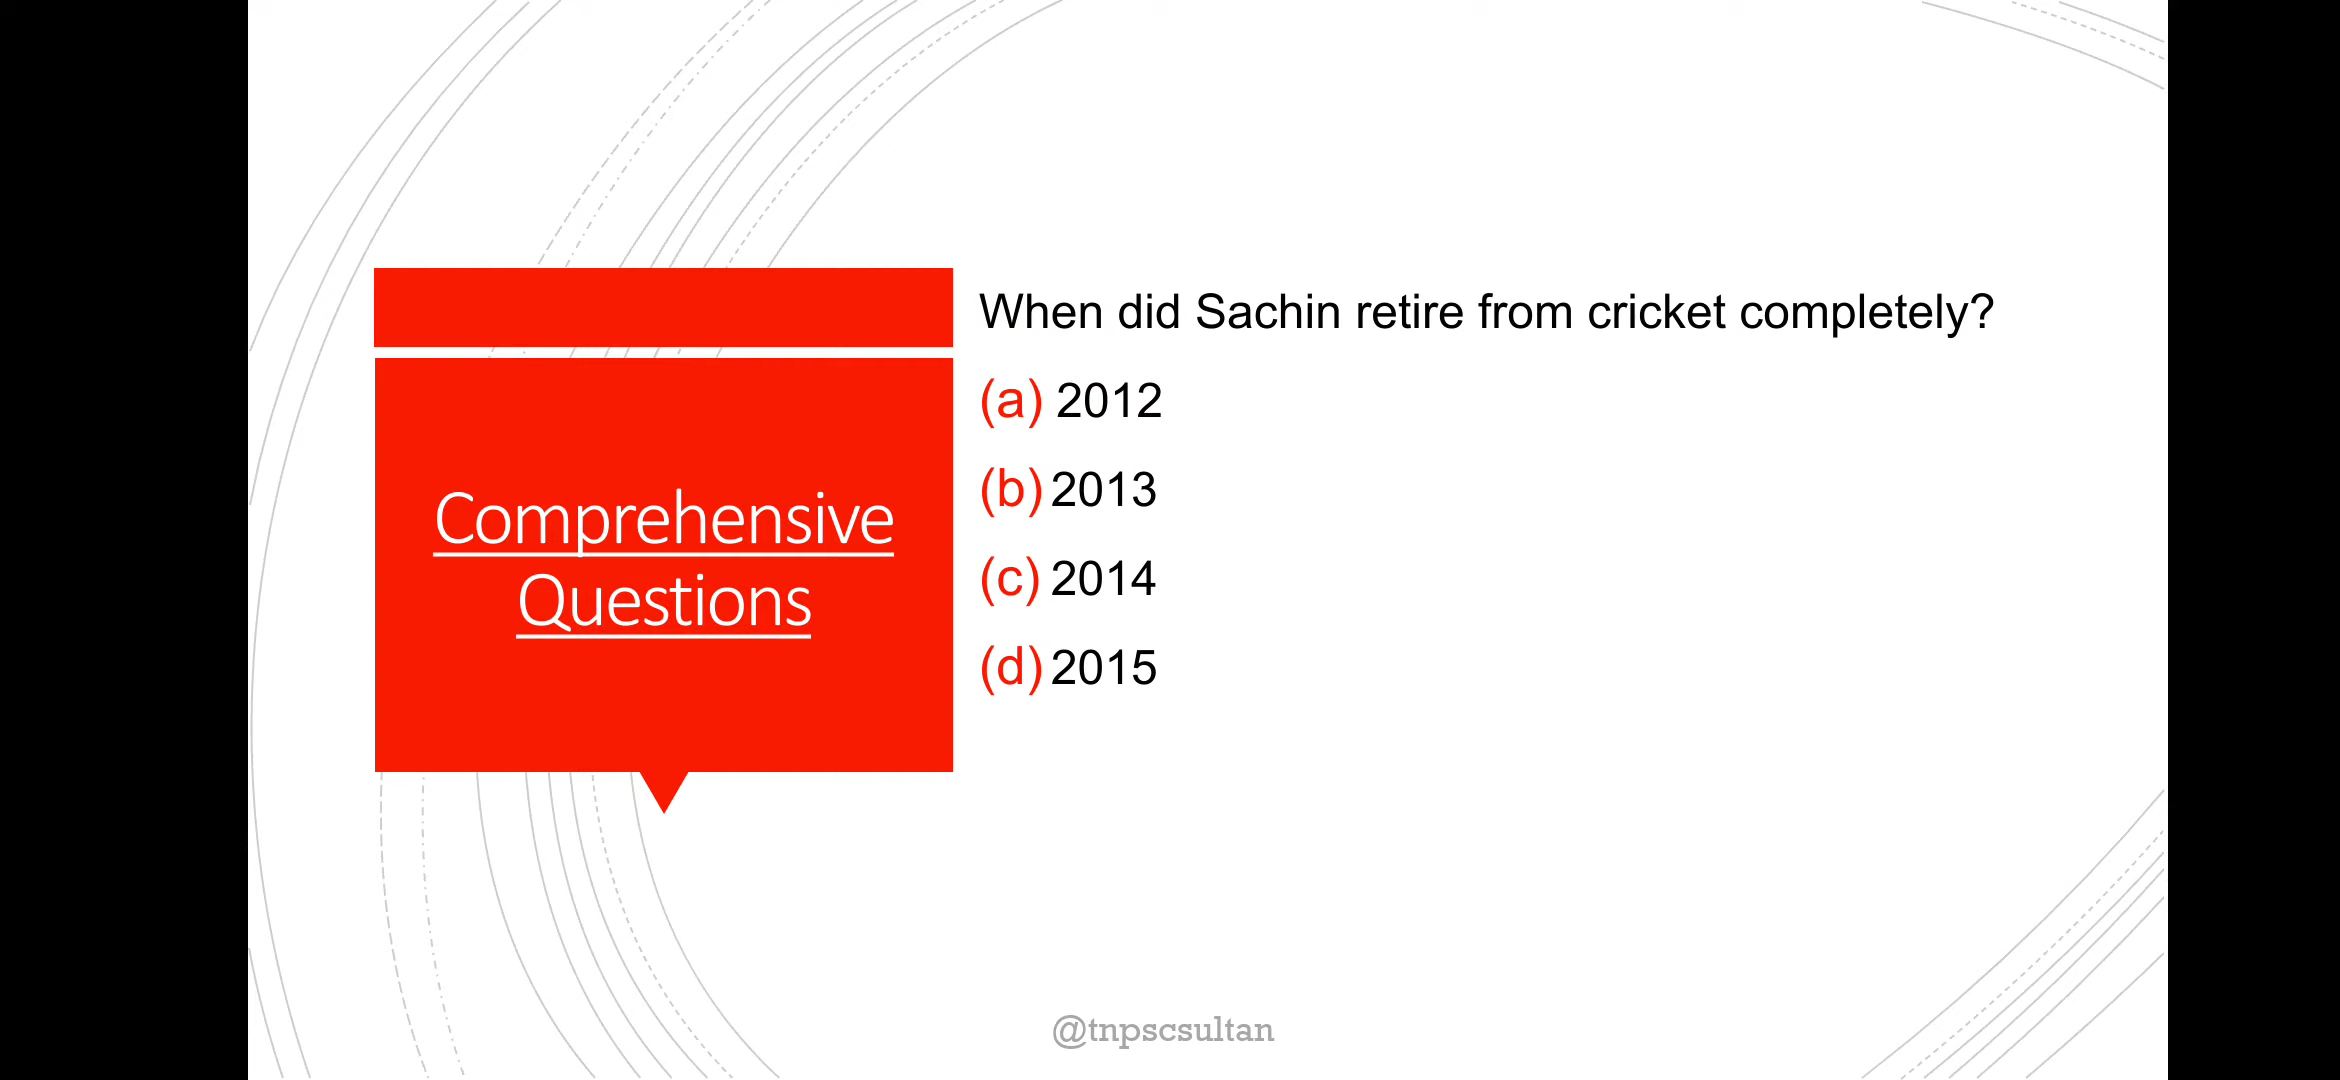 When did Sachin retire from cricket completely?
(a) 2012
(b) 2013
(c) 2014
(d) 2015
Comprehensive
Questions
@tnpscsultan